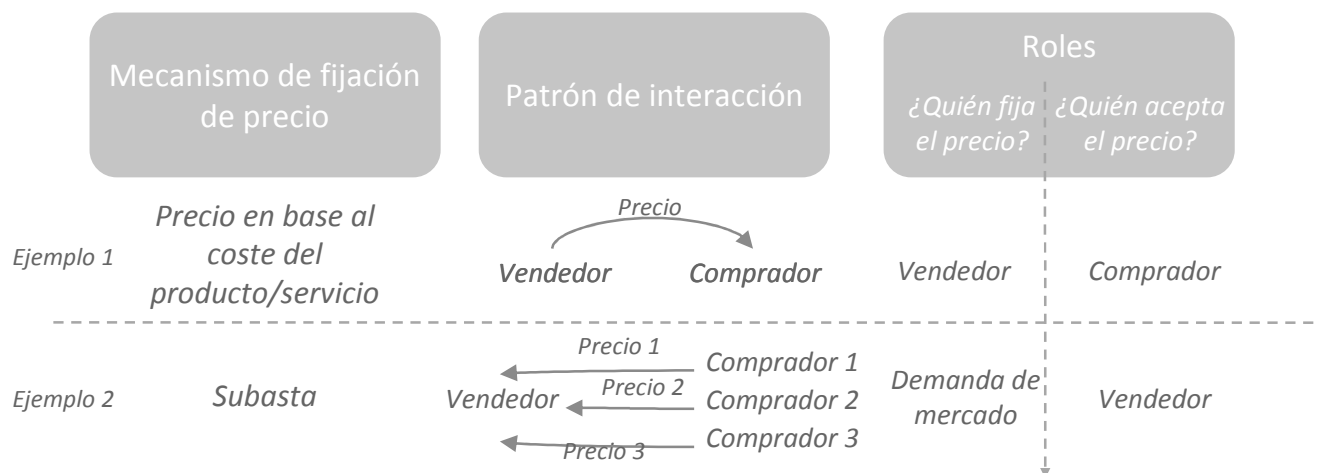 Mecanismo de fijación
de precio
Patrón de interacción
Roles
¿Quién fija
el precio?
¿Quién acepta
el precio?
Ejemplo 1
Precio en base al
coste del
producto/servicio
Precio
Vendedor
Comprador
Vendedor
Comprador
Ejemplo 2
Subasta
Vendedor
Precio 1
Comprador 1
Precio 2
Comprador 2
Precio 3
Comprador 3
Demanda de
mercado
Vendedor